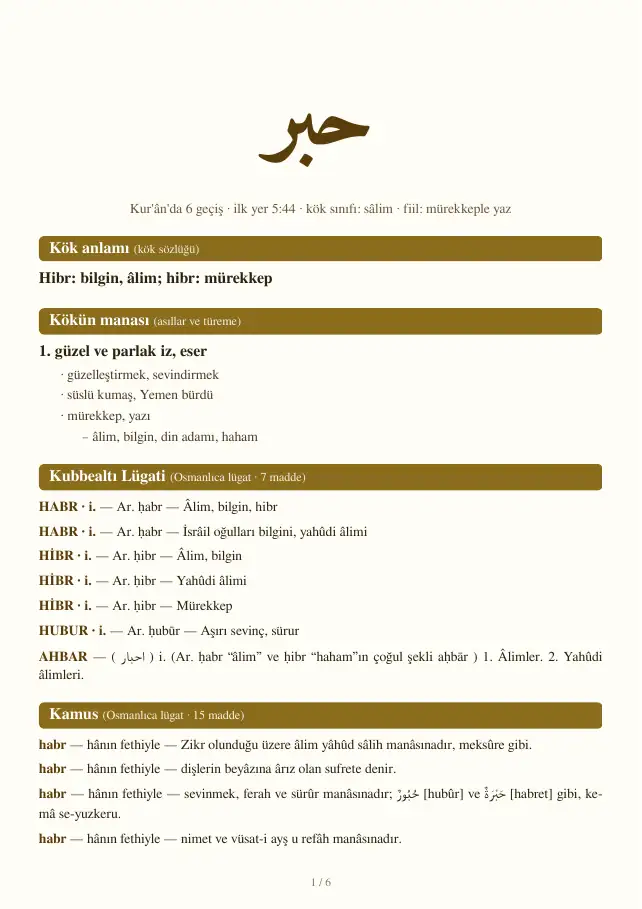 حبر
Kur'ân'da 6 geçiş · ilk yer 5:44 · kök sınıfı: sâlim · fiil: mürekkeple yaz
Kök anlamı (kök sözlüğü)
Hibr: bilgin, âlim; hibr: mürekkep
Kökün manası (asıllar ve türeme)
1. güzel ve parlak iz, eser
· güzelleştirmek, sevindirmek
· süslü kumaş, Yemen bürdü
· mürekkep, yazı
– âlim, bilgin, din adamı, haham
Kubbealtı Lügati (Osmanlıca lügat · 7 madde)
HABR · i. — Ar. ḥabr — Âlim, bilgin, hibr
HABR · i. — Ar. ḥabr — İsrâil oğulları bilgini, yahûdi âlimi
HİBR · i. — Ar. ḥibr — Âlim, bilgin
HİBR · i. — Ar. ḥibr — Yahûdi âlimi
HİBR · i. — Ar. ḥibr — Mürekkep
HUBUR · i. — Ar. ḥubūr — Aşırı sevinç, sürur
AHBAR — ( احبار ) i. (Ar. ḥabr “âlim” ve ḥibr “haham”ın çoğul şekli aḥbār ) 1. Âlimler. 2. Yahûdi
âlimleri.
Kamus (Osmanlıca lügat · 15 madde)
habr — hânın fethiyle — Zikr olunduğu üzere âlim yâhûd sâlih manâsınadır, meksûre gibi.
habr — hânın fethiyle — dişlerin beyâzına ârız olan sufrete denir.
habr — hânın fethiyle — sevinmek, ferah ve sürûr manâsınadır; حُبُورٌ [hubûr] ve حَبْرَةٌ [habret] gibi, ke-
mâ se-yuzkeru.
habr — hânın fethiyle — nimet ve vüsat-i ayş u refâh manâsınadır.
1 / 6